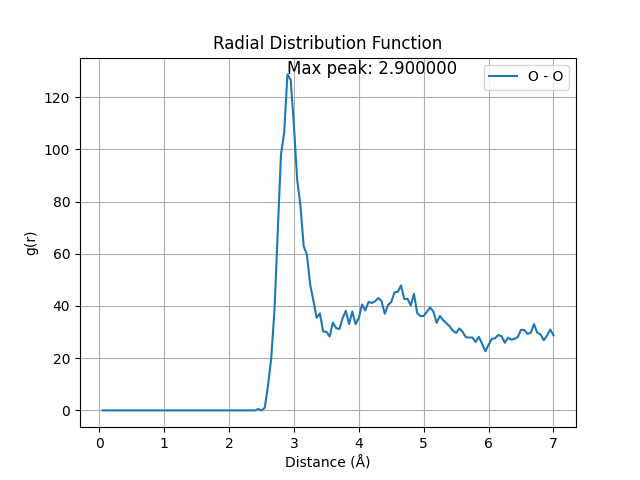 Radial Distribution Function
Max peak: 2.900000
O - O
g(r)
120
100
80
60
40
20
0
0 1 2 3 4 5 6 7
Distance (Å)